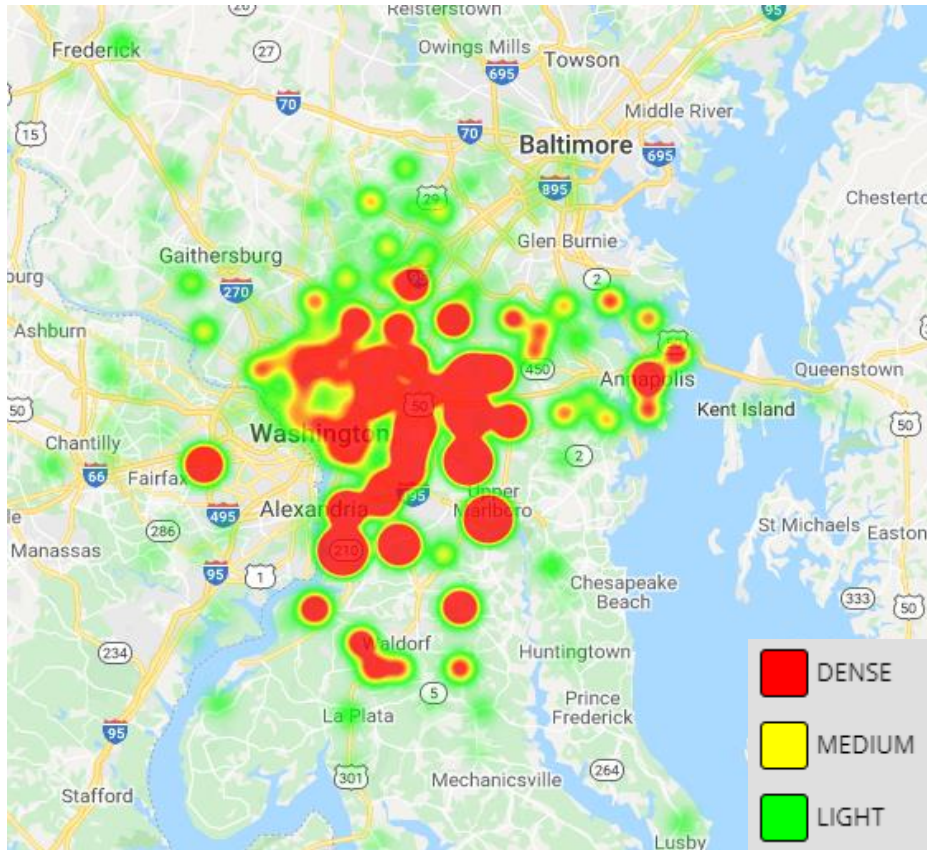 Reisterstown
95
Frederick
27
Owings Mills
695
Towson
70
Middle River
15
70
Baltimore
695
895
29
Chestertc
Glen Burnie
Gaithersburg
2
270
95
Ashburn
50
450
Annapolis
Queenstown
50
Kent Island
50
50
Washington
Chantilly
66
2
Fairfax
495
Alexandria
Upper
Marlboro
495
286
St Michaels
Easton
Manassas
210
95
1
Chesapeake
Beach
333
50
234
Waldorf
Huntingtown
DENSE
5
La Plata
Prince
Frederick
95
MEDIUM
301
Mechanicsville
264
Stafford
LIGHT
Lusby